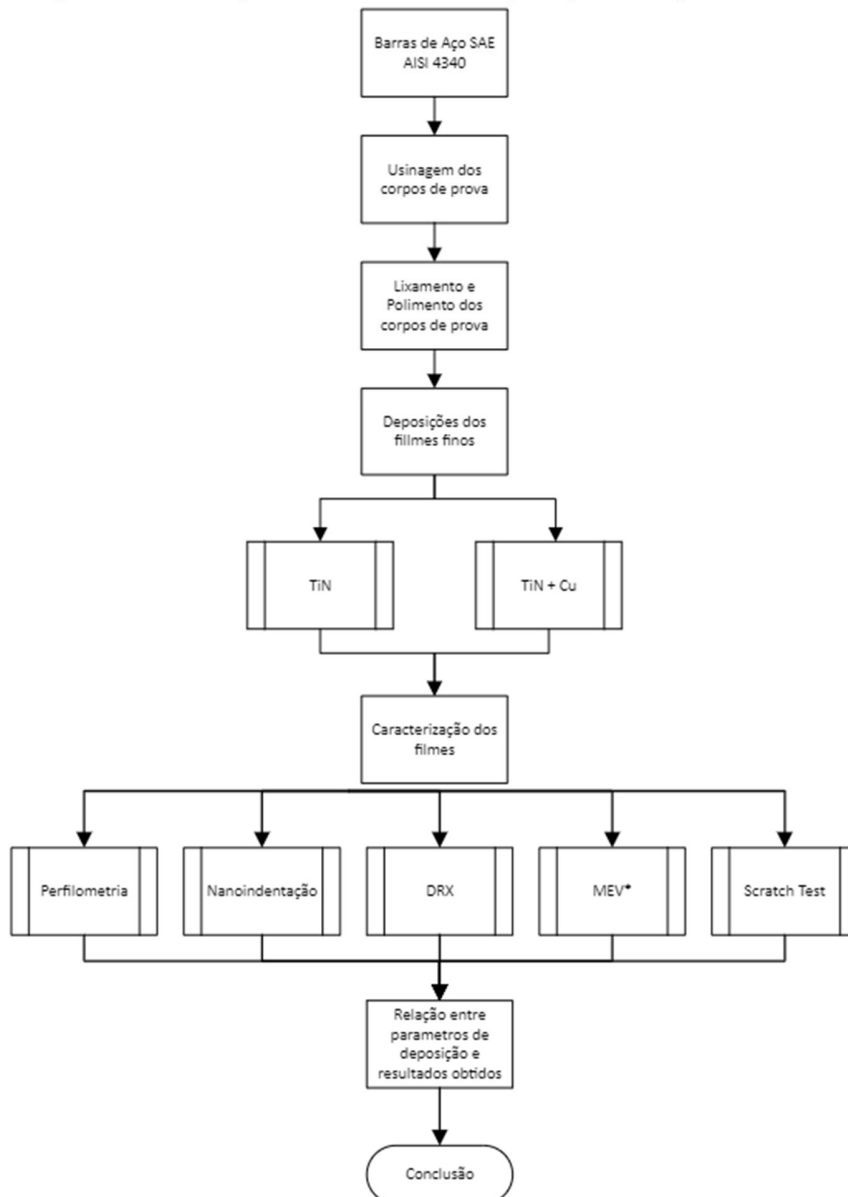 Barras de Aço SAE
AISI 4340
Usinagem dos
corpos de prova
Lixamento e
Polimento dos
corpos de prova
Deposições dos
fillmes finos
TiN
TiN + Cu
Caracterização dos
filmes
Perfilometria
Nanoindentação
DRX
MEV*
Scratch Test
Relação entre
parametros de
deposição e
resultados obtidos
Conclusão